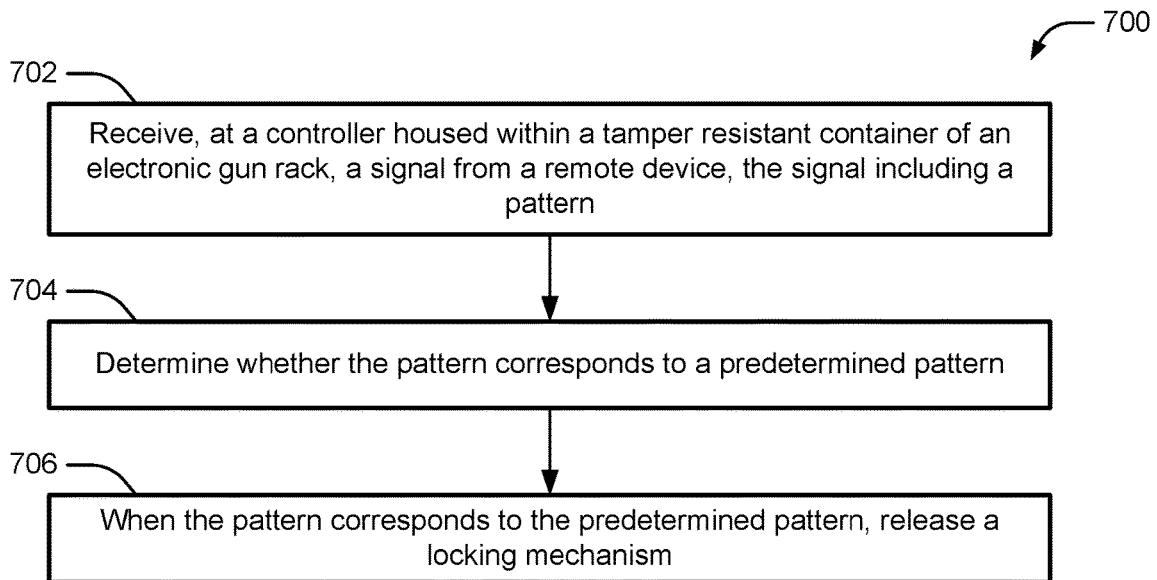 700
702
Receive, at a controller housed within a tamper resistant container of an
electronic gun rack, a signal from a remote device, the signal including a
pattern
704
Determine whether the pattern corresponds to a predetermined pattern
706
When the pattern corresponds to the predetermined pattern, release a
locking mechanism